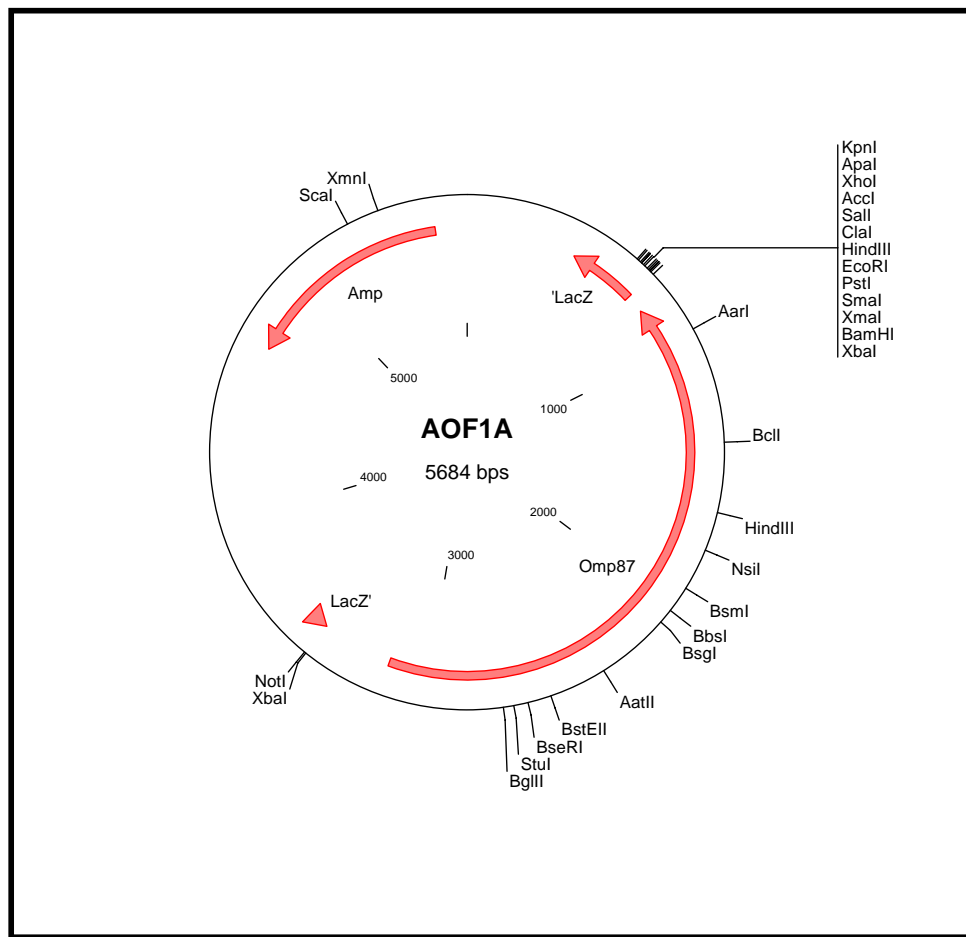 KpnI
ApaI
XhoI
AccI
SalI
ClaI
HindIII
EcoRI
PstI
SmaI
XmaI
BamHI
XbaI
XmnI
ScaI
Amp
'LacZ
AarI
5000
1000
AOF1A
5684 bps
BclI
4000
2000
HindIII
3000
Omp87
NsiI
LacZ'
BsmI
BbsI
BsgI
NotI
XbaI
AatII
BstEII
BseRI
StuI
BglII